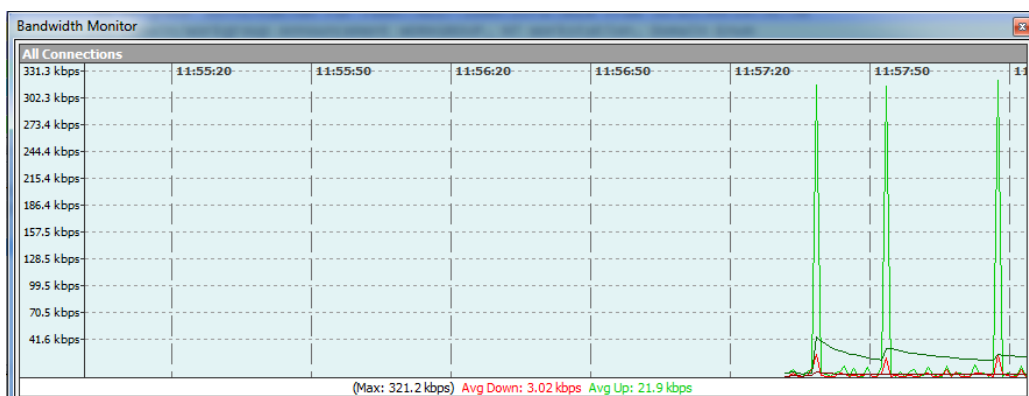 Bandwidth Monitor
All Connections
331.3 kbps 11:55:20 11:55:50 11:56:20 11:56:50 11:57:20 11:57:50 11
302.3 kbps
273.4 kbps
244.4 kbps
215.4 kbps
186.4 kbps
157.5 kbps
128.5 kbps
99.5 kbps
70.5 kbps
41.6 kbps
(Max: 321.2 kbps) Avg Down: 3.02 kbps Avg Up: 21.9 kbps